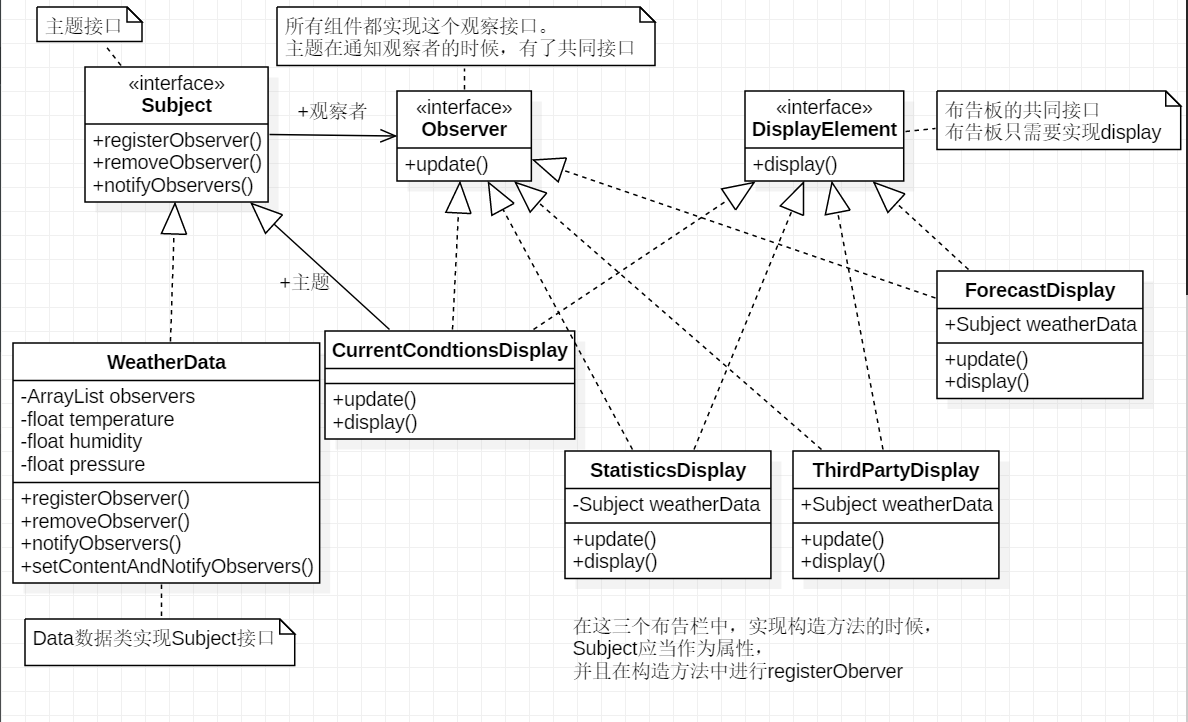 主题接口
所有组件都实现这个观察接口。
主题在通知观察者的时候，有了共同接口
«interface»
Subject
+registerObserver()
+removeObserver()
+notifyObservers()
+观察者
«interface»
Observer
+update()
«interface»
DisplayElement
+display()
布告板的共同接口
布告板只需要实现display
+主题
ForecastDisplay
+Subject weatherData
+update()
+display()
WeatherData
-ArrayList observers
-float temperature
-float humidity
-float pressure
+registerObserver()
+removeObserver()
+notifyObservers()
+setContentAndNotifyObservers()
CurrentCondtionsDisplay
+update()
+display()
StatisticsDisplay
-Subject weatherData
+update()
+display()
ThirdPartyDisplay
+Subject weatherData
+update()
+display()
Data数据类实现Subject接口
在这三个布告栏中，实现构造方法的时候，
Subject应当作为属性，
并且在构造方法中进行registerOberver